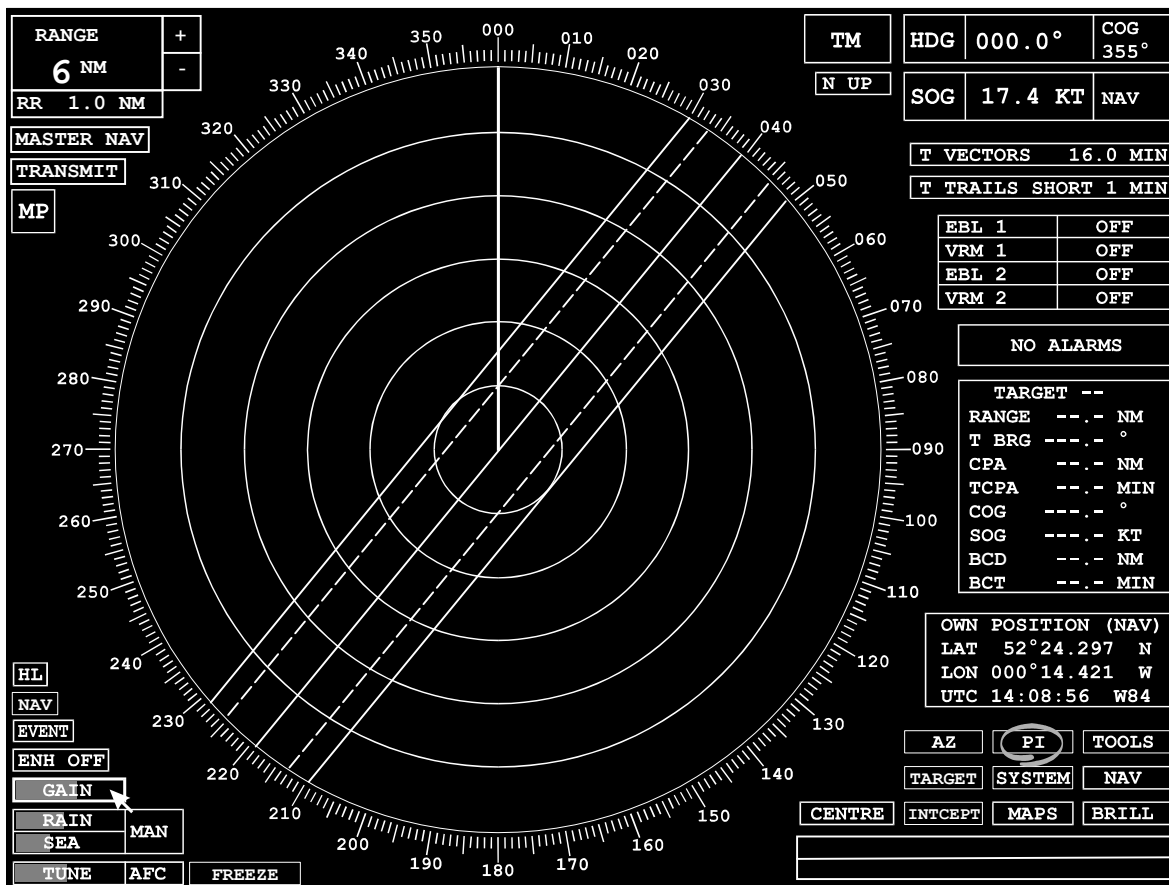 RANGE +
6 NM -
RR 1.0 NM
MASTER NAV
TRANSMIT
MP
000
010
020
030
040
050
060
070
080
090
100
110
120
130
140
150
160
170
180
190
200
210
220
230
240
250
260
270
280
290
300
310
320
330
340
350
TM
N UP
HDG 000.0° COG 355°
SOG 17.4 KT NAV
T VECTORS 16.0 MIN
T TRAILS SHORT 1 MIN
EBL 1 OFF
VRM 1 OFF
EBL 2 OFF
VRM 2 OFF
NO ALARMS
TARGET --
RANGE --.- NM
T BRG ---.- °
CPA --.- NM
TCPA --.- MIN
COG ---.- °
SOG --.- KT
BCD --.- NM
BCT --.- MIN
OWN POSITION (NAV)
LAT 52°24.297 N
LON 000°14.421 W
UTC 14:08:56 W84
AZ PI TOOLS
TARGET SYSTEM NAV
CENTRE INTCEPT MAPS BRILL
HL
NAV
EVENT
ENH OFF
GAIN
RAIN
SEA
MAN
TUNE AFC FREEZE